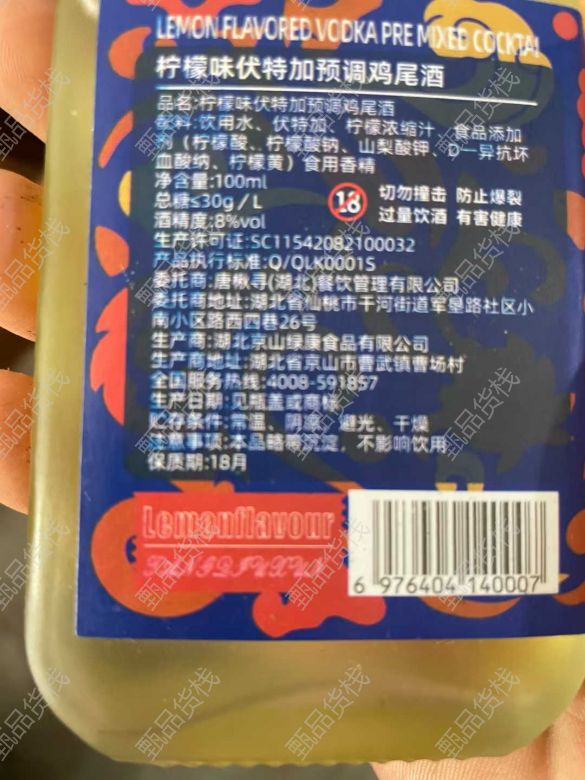 LEMON FLAVORED VODKA PRE MIXED COCKTAI
柠檬味伏特加预调鸡尾酒
品名:柠檬味伏特加预调鸡尾酒
配料:饮用水、伏特加、柠檬浓缩汁、食品添加
剂(柠檬酸、柠檬酸钠、山梨酸钾、D一异抗坏
血酸纳、柠檬黄)食用香精
净含量:100ml
总糖≤30g/L
酒精度:8%vol
18
切勿撞击 防止爆裂
过量饮酒 有害健康
生产许可证:SC11542082100032
产品执行标准:Q/QLK0001S
委托商:唐楸寻(湖北)餐饮管理有限公司
委托商地址:湖北省仙桃市干河街道军垦路社区小
南小区路西四巷26号
生产商:湖北京山绿康食品有限公司
生产商地址:湖北省京山市曹武镇曹场村
全国服务热线:4008-591857
生产日期:见瓶盖或商标
贮存条件:常温、阴凉、避光、干燥
注意事项:本品略有沉淀,不影响饮用
保质期:18月
Lemonflavour
6 976404 140007
甄品货栈